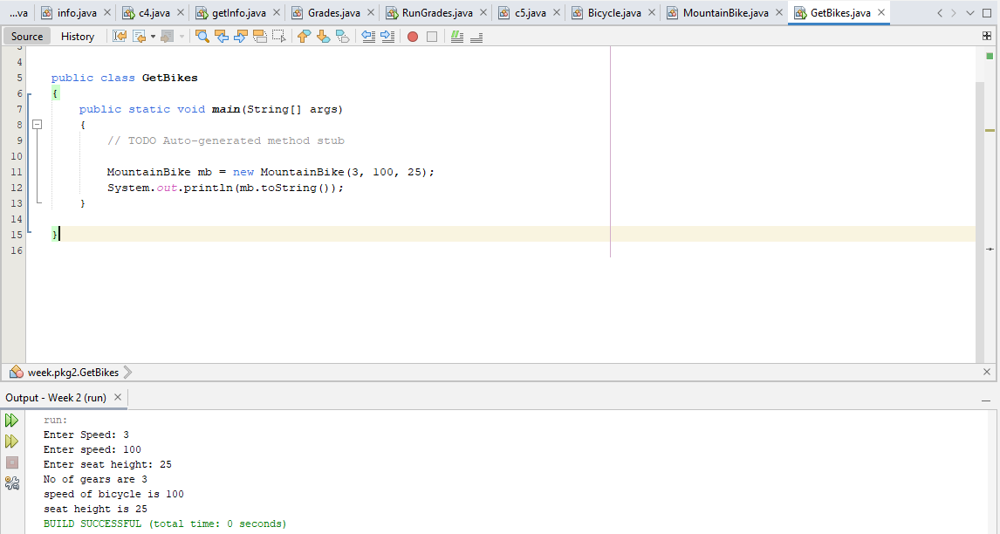 ...va info.java c4.java getInfo.java Grades.java RunGrades.java c5.java Bicycle.java MountainBike.java GetBikes.java
Source History
3
4
5 public class GetBikes
6 {
7 public static void main(String[] args)
8 {
9 // TODO Auto-generated method stub
10
11 MountainBike mb = new MountainBike(3, 100, 25);
12 System.out.println(mb.toString());
13 }
14
15 }
16
week.pkg2.GetBikes
Output - Week 2 (run)
run:
Enter Speed: 3
Enter speed: 100
Enter seat height: 25
No of gears are 3
speed of bicycle is 100
seat height is 25
BUILD SUCCESSFUL (total time: 0 seconds)